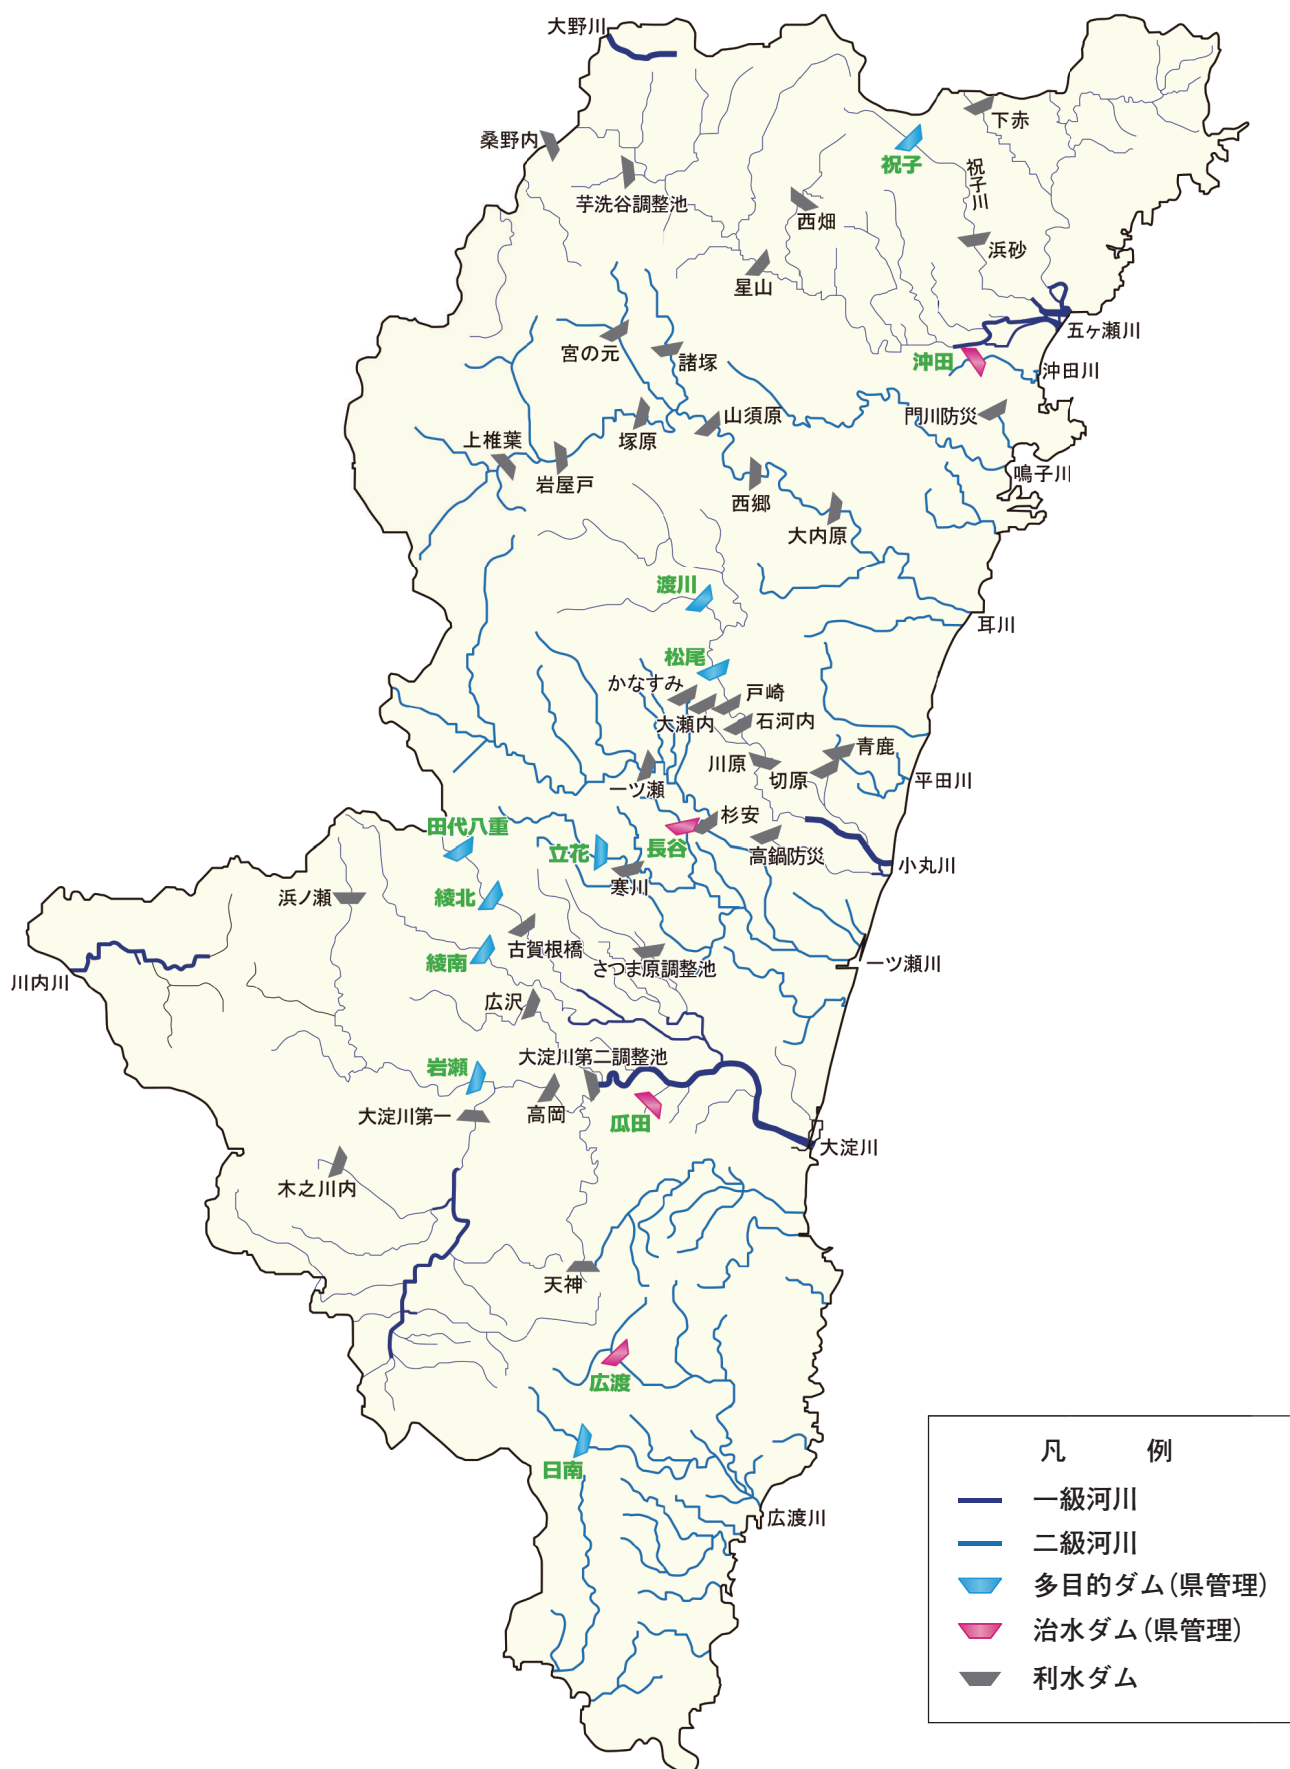 大野川
下赤
桑野内
祝子
祝子川
芋洗谷調整池
西畑
浜砂
星山
五ヶ瀬川
宮の元
諸塚
沖田
沖田川
山須原
門川防災
塚原
上椎葉
鳴子川
岩屋戸
西郷
大内原
渡川
耳川
松尾
かなすみ
戸崎
大瀬内
石河内
青鹿
川原
切原
平田川
一ツ瀬
杉安
田代八重
立花
長谷
高鍋防災
小丸川
寒川
浜ノ瀬
綾北
古賀根橋
綾南
さつま原調整池
一ツ瀬川
川内川
広沢
大淀川第二調整池
岩瀬
大淀川第一
高岡
瓜田
大淀川
木之川内
天神
広渡
日南
広渡川
凡 例
一級河川
二級河川
多目的ダム(県管理)
治水ダム(県管理)
利水ダム